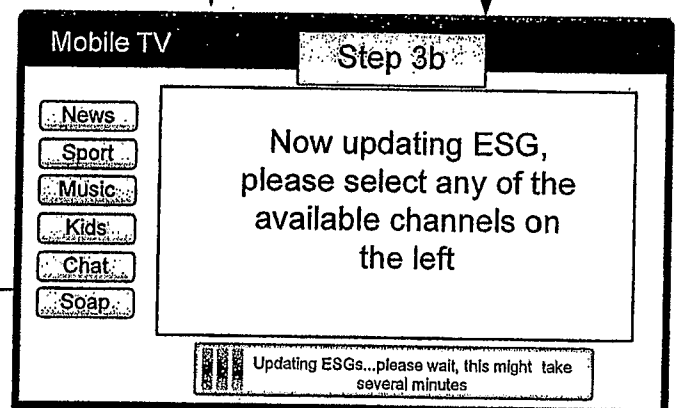 Mobile TV
Step 3b
News
Sport
Music
Kids
Chat
Soap
Now updating ESG,
please select any of the
available channels on
the left
Updating ESGs...please wait, this might take
several minutes